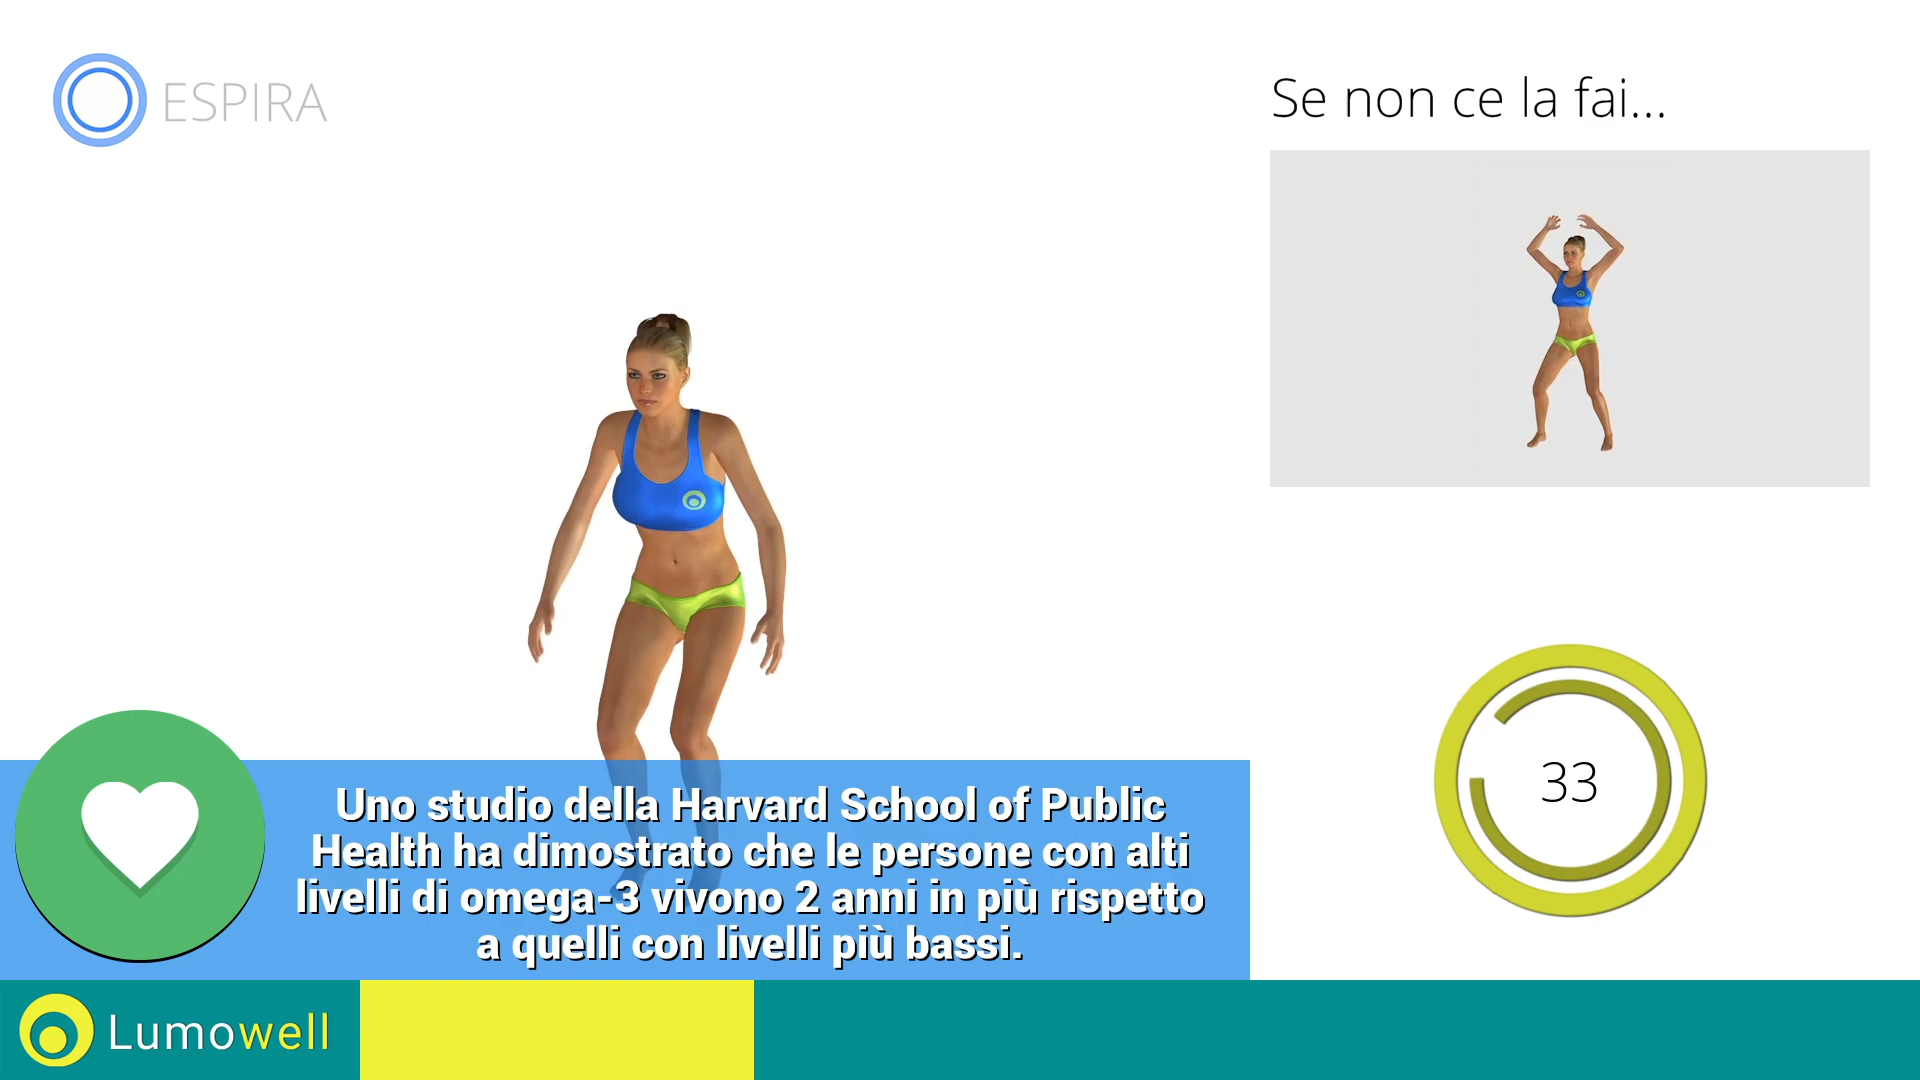 ESPIRA
Se non ce la fai...
33
Uno studio della Harvard School of Public
Health ha dimostrato che le persone con alti
livelli di omega-3 vivono 2 anni in più rispetto
a quelli con livelli più bassi.
Lumowell